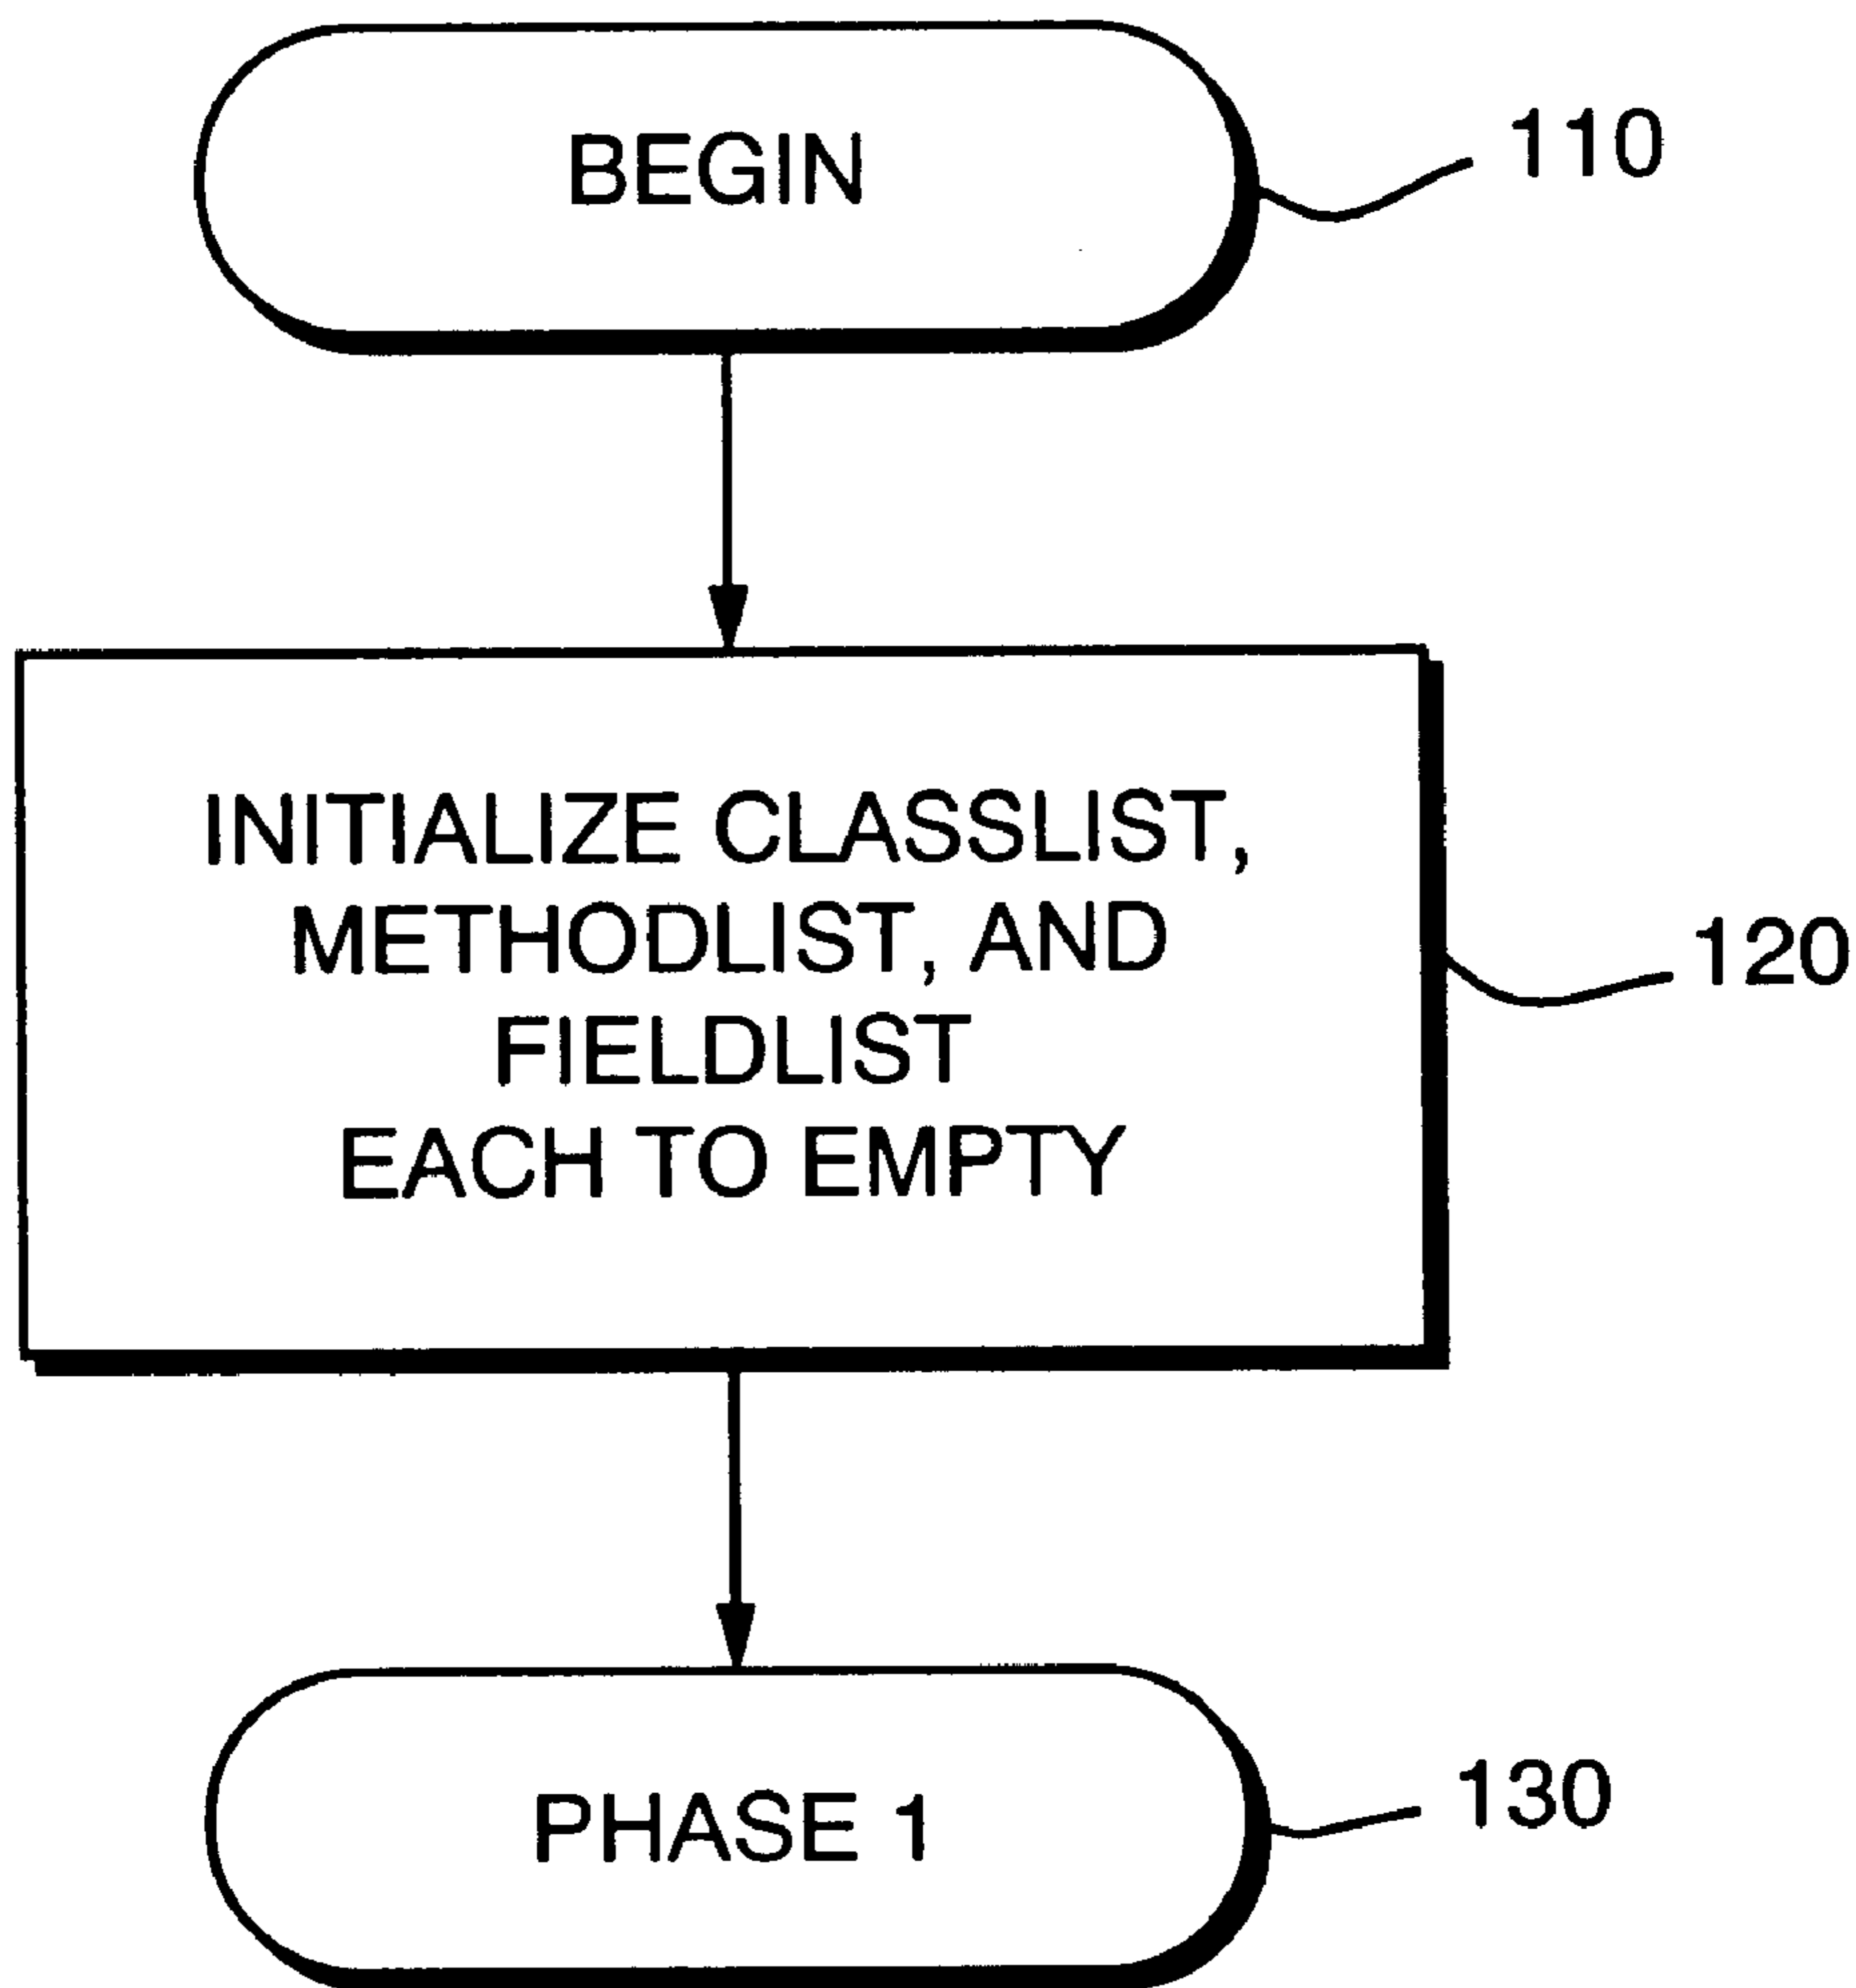 BEGIN
110
INITIALIZE CLASSLIST,
METHODLIST, AND
FIELDLIST
EACH TO EMPTY
120
PHASE 1
130